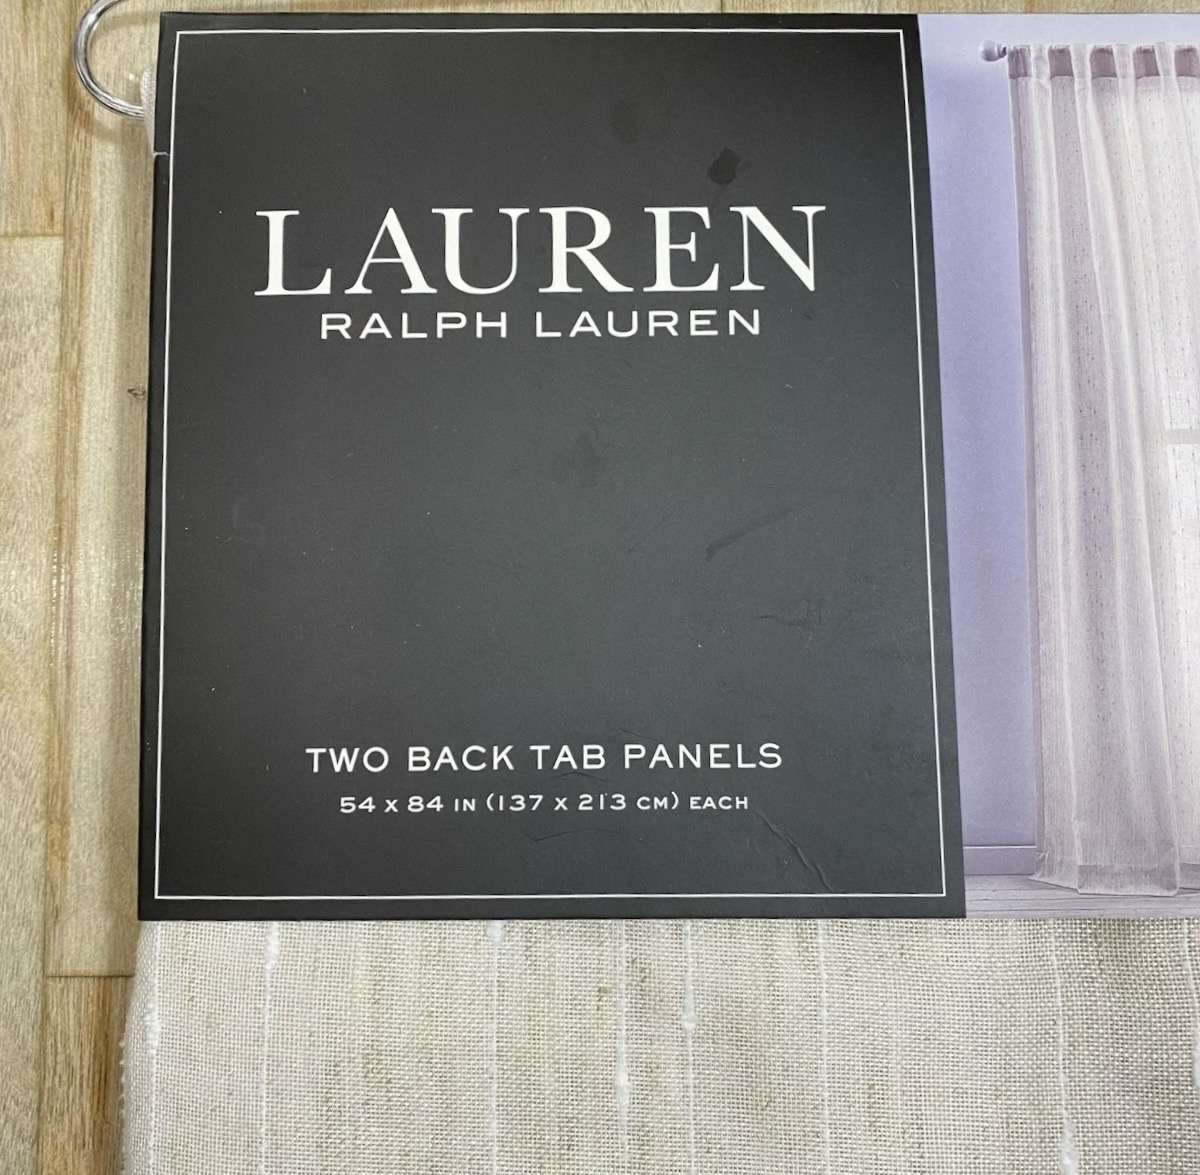 LAUREN
RALPH LAUREN
TWO BACK TAB PANELS
54 X 84 IN (137 X 213 CM) EACH